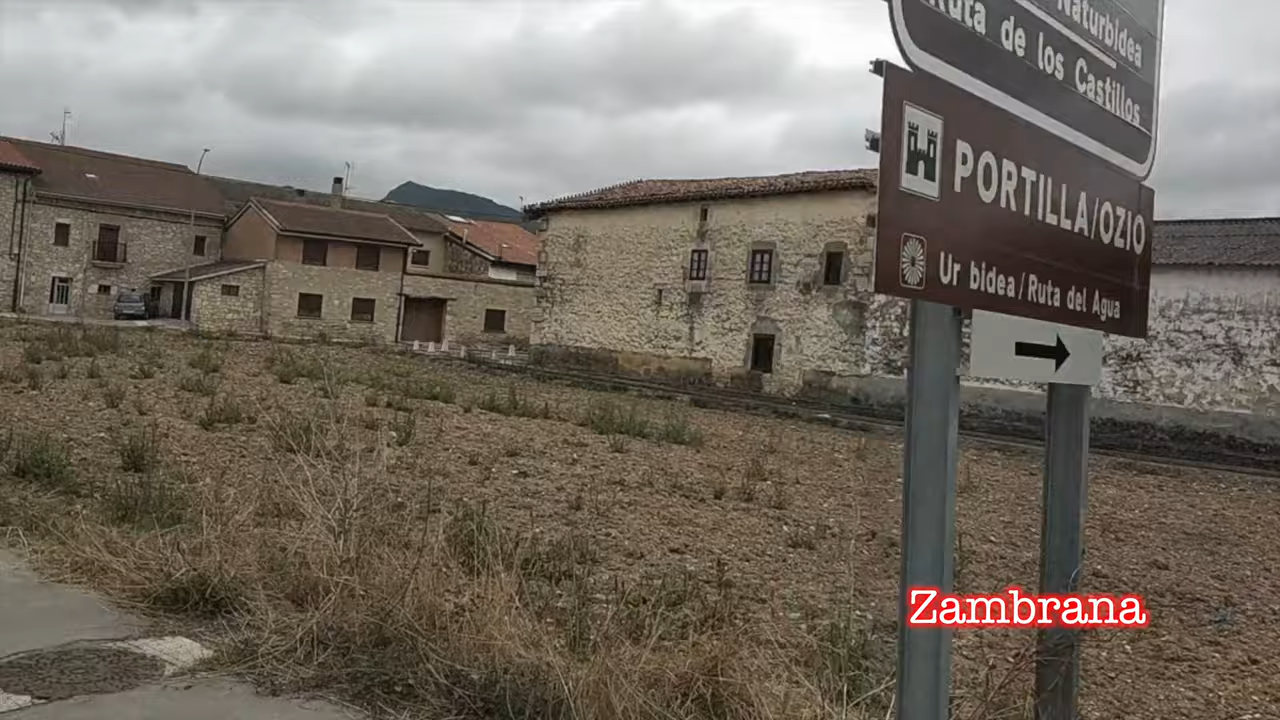 Naturbidea
Ruta de los Castillos
PORTILLA/OZIO
Ur bidea/Ruta del Agua
Zambrana